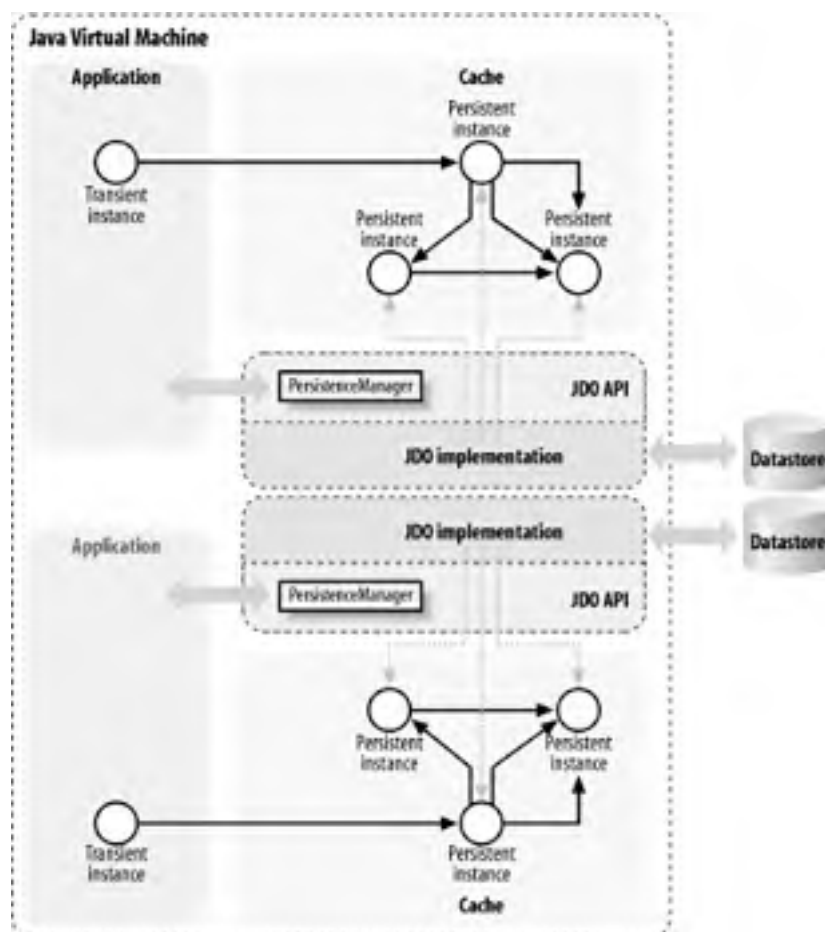 Java Virtual Machine
Application
Cache
Persistent
instance
Transient
instance
Persistent
instance
Persistent
instance
PersistenceManager
JDO API
JDO implementation
Datastore
JDO implementation
Datastore
Application
PersistenceManager
JDO API
Persistent
instance
Persistent
instance
Transient
instance
Persistent
instance
Cache